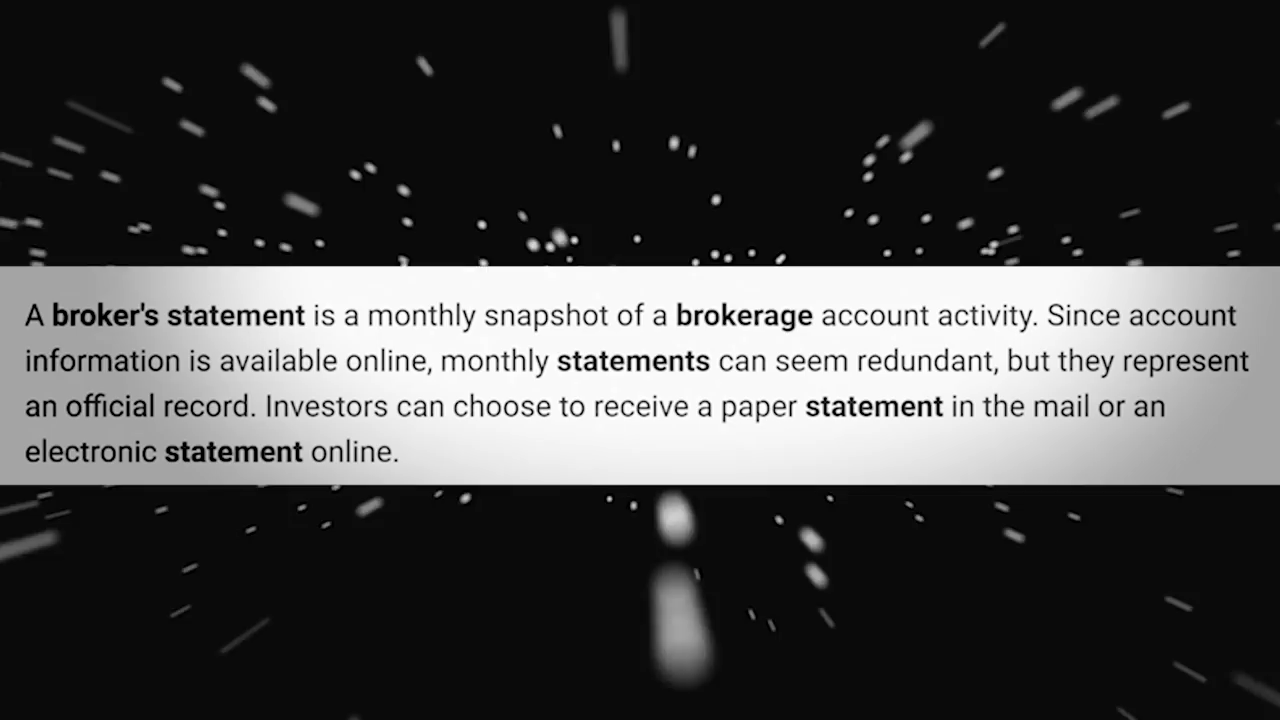 A broker's statement is a monthly snapshot of a brokerage account activity. Since account
information is available online, monthly statements can seem redundant, but they represent
an official record. Investors can choose to receive a paper statement in the mail or an
electronic statement online.